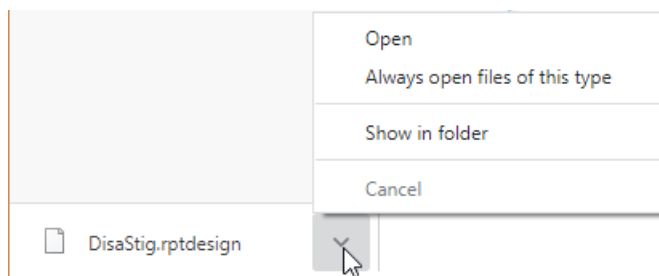 Open
Always open files of this type
Show in folder
Cancel
DisaStig.rptdesign